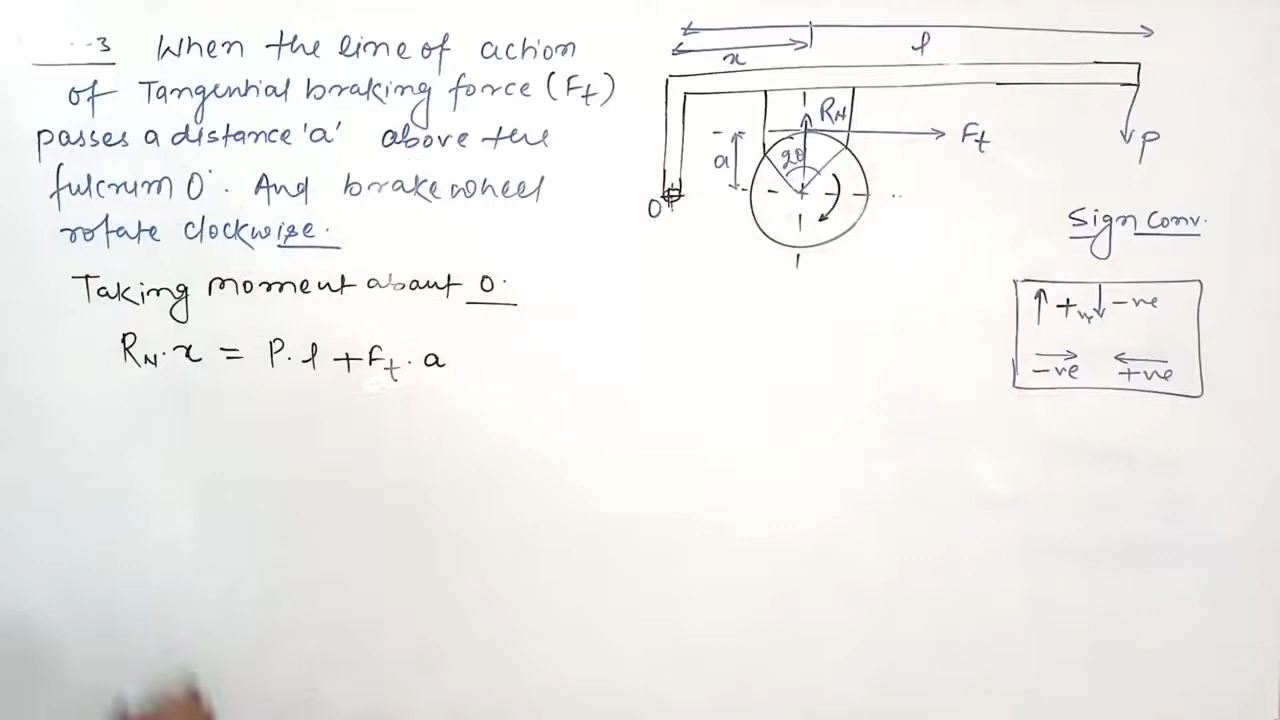 ..3 When the line of action
of Tangential braking force (Ft)
passes a distance 'a' above the
fulcrum O. And brake wheel
rotate clockwise.
Taking moment about O.
RN.x = P.l + Ft.a
l
x
RN
Ft
a
2θ
P
O
Sign Conv.
↑ +ve ↓ -ve
→ -ve ← +ve